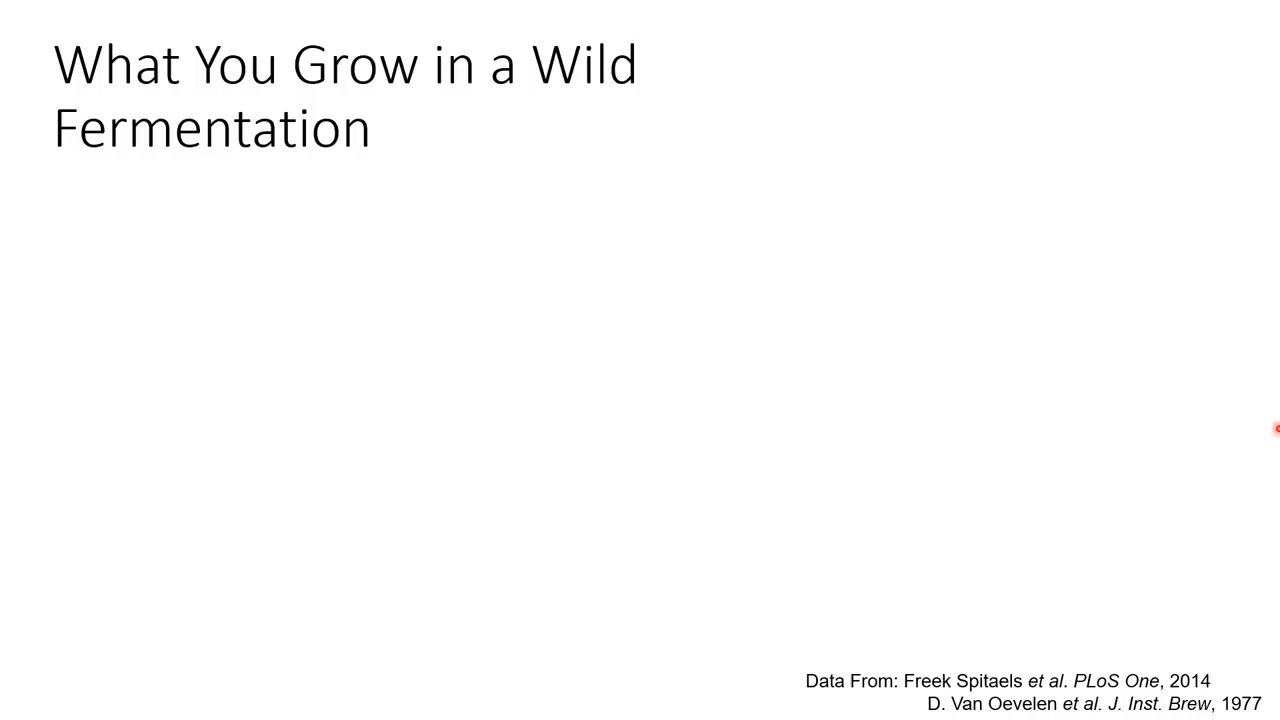 What You Grow in a Wild
Fermentation
Data From: Freek Spitaels et al. PLoS One, 2014
D. Van Oevelen et al. J. Inst. Brew, 1977